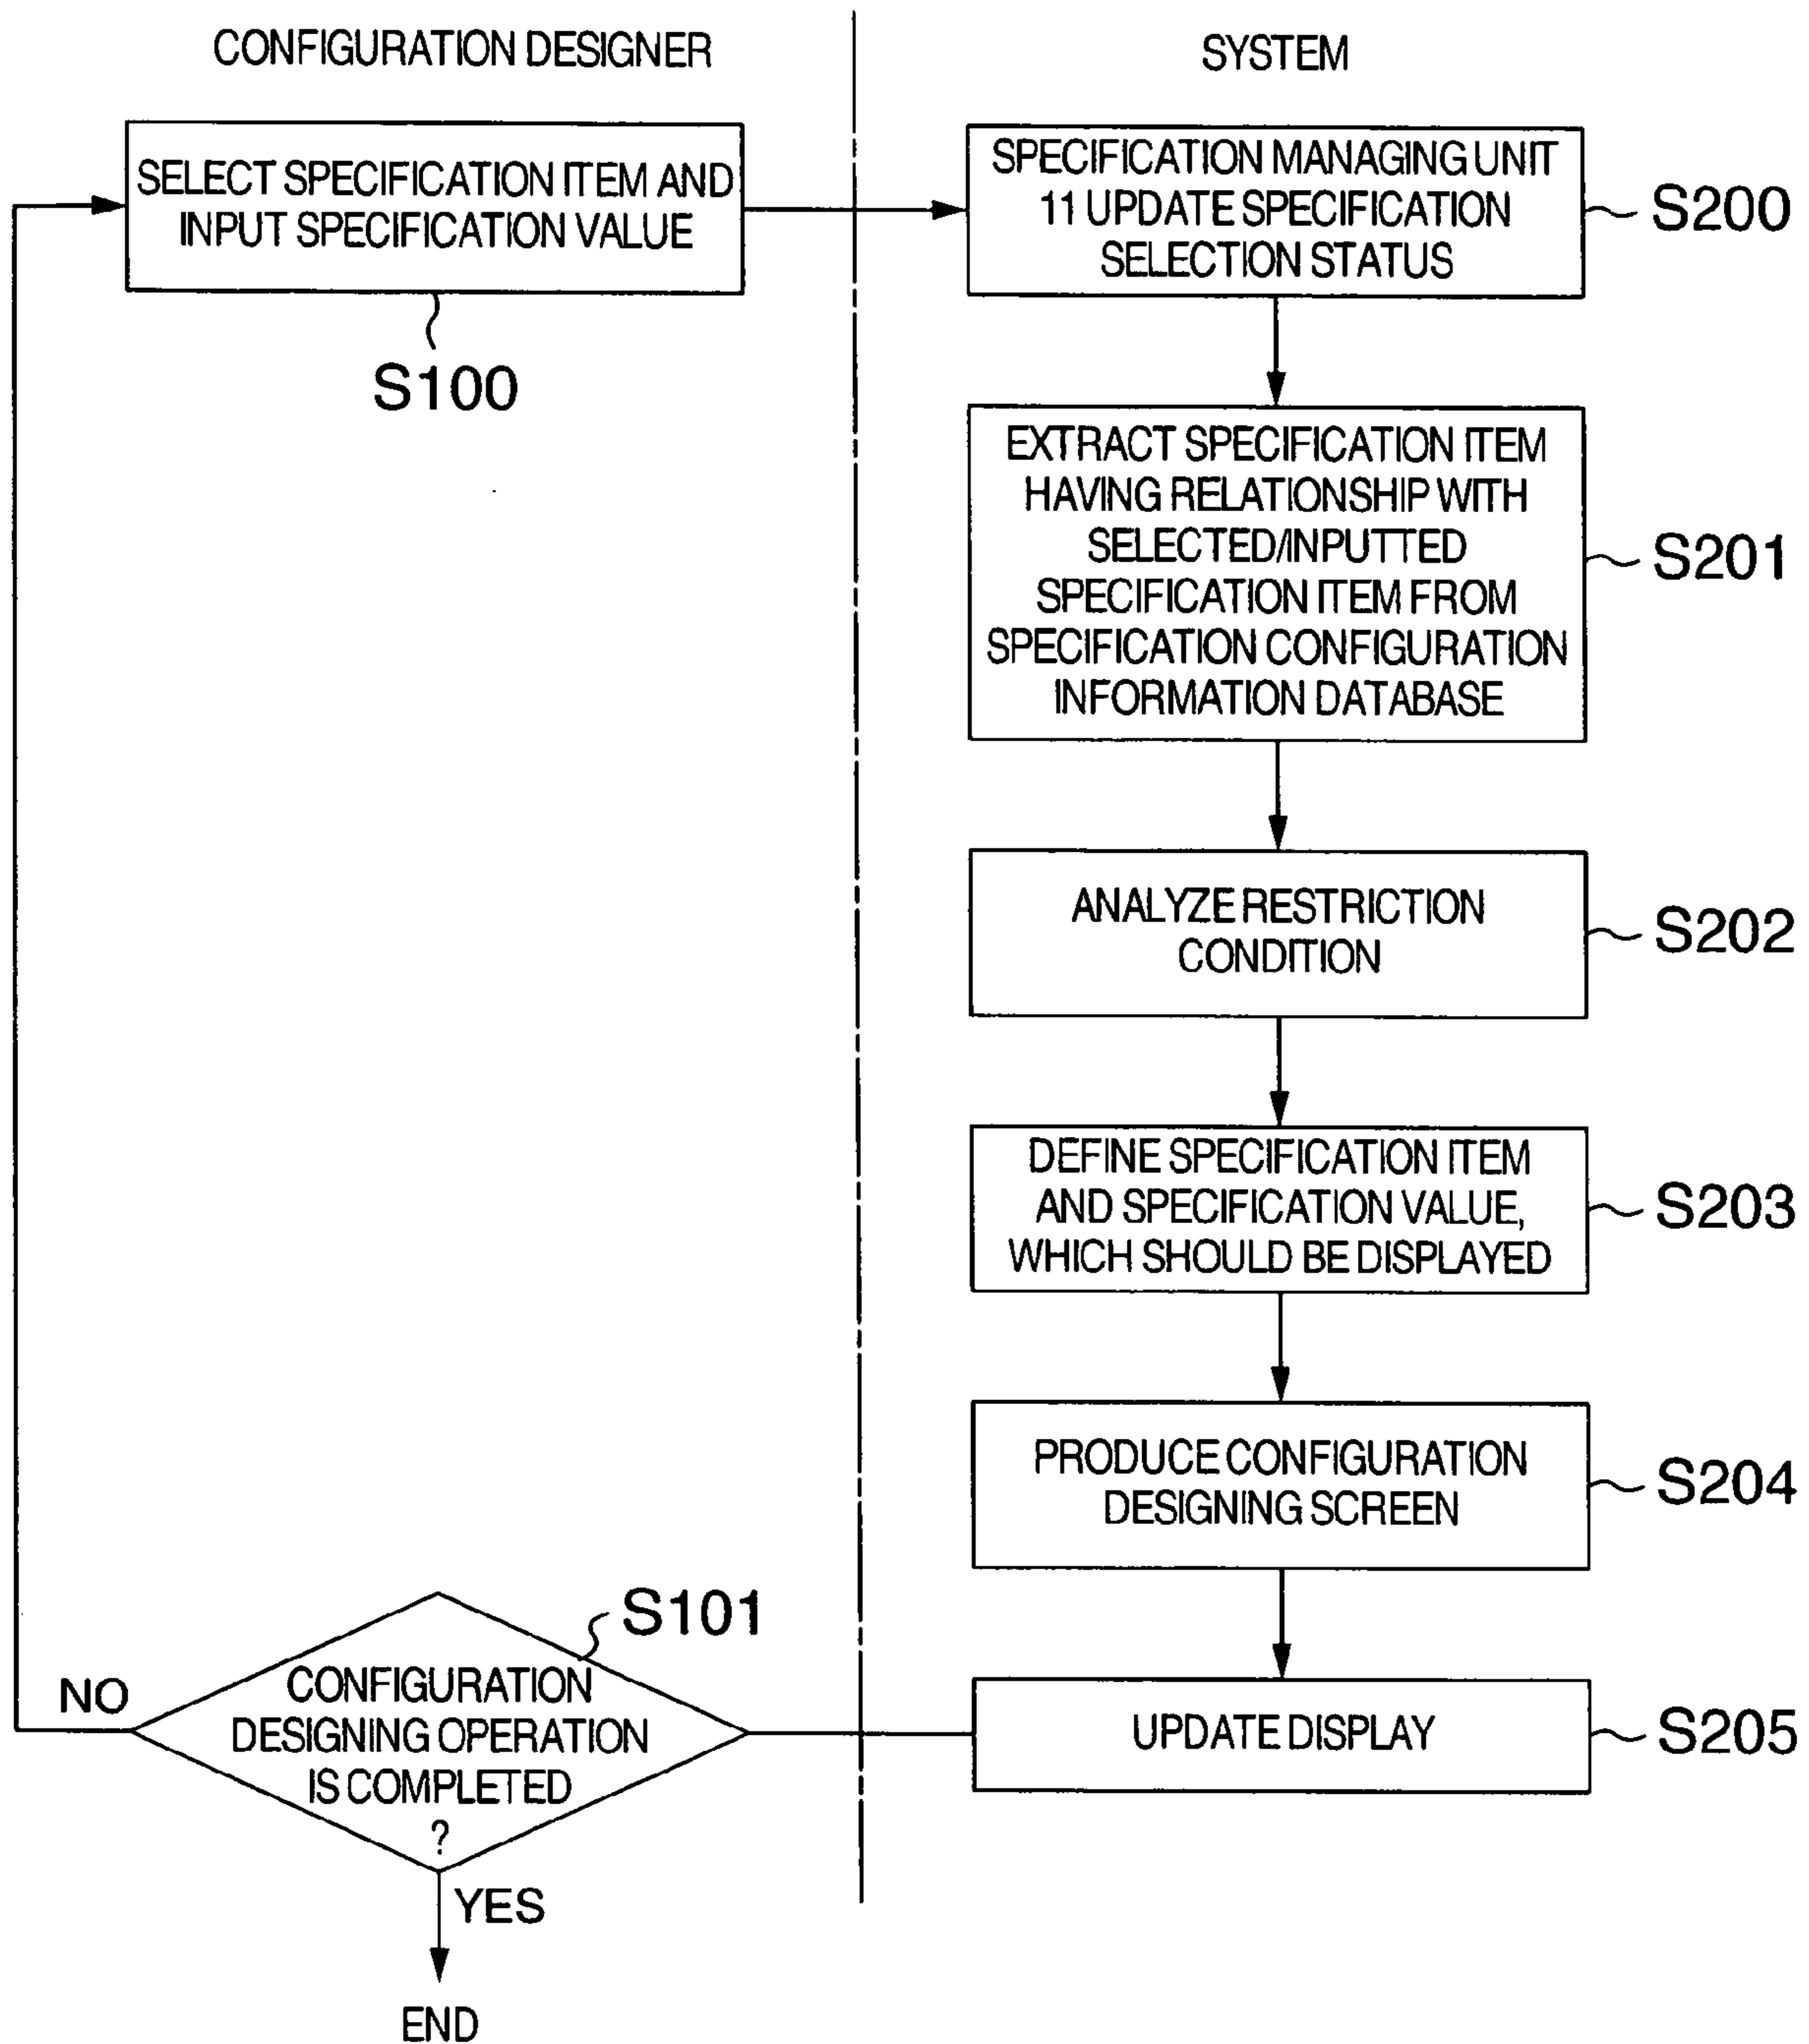 CONFIGURATION DESIGNER
SYSTEM
SELECT SPECIFICATION ITEM AND
INPUT SPECIFICATION VALUE
S100
SPECIFICATION MANAGING UNIT
11 UPDATE SPECIFICATION
SELECTION STATUS
S200
EXTRACT SPECIFICATION ITEM
HAVING RELATIONSHIP WITH
SELECTED/INPUTTED
SPECIFICATION ITEM FROM
SPECIFICATION CONFIGURATION
INFORMATION DATABASE
S201
ANALYZE RESTRICTION
CONDITION
S202
DEFINE SPECIFICATION ITEM
AND SPECIFICATION VALUE,
WHICH SHOULD BE DISPLAYED
S203
PRODUCE CONFIGURATION
DESIGNING SCREEN
S204
UPDATE DISPLAY
S205
S101
CONFIGURATION
DESIGNING OPERATION
IS COMPLETED
?
NO
YES
END